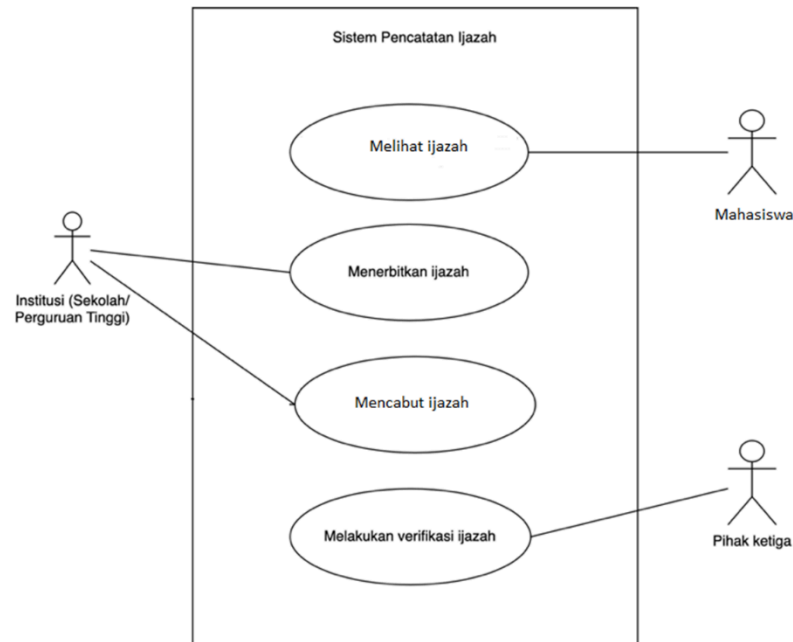 Sistem Pencatatan Ijazah
Melihat ijazah
Mahasiswa
Menerbitkan ijazah
Institusi (Sekolah/
Perguruan Tinggi)
Mencabut ijazah
Melakukan verifikasi ijazah
Pihak ketiga